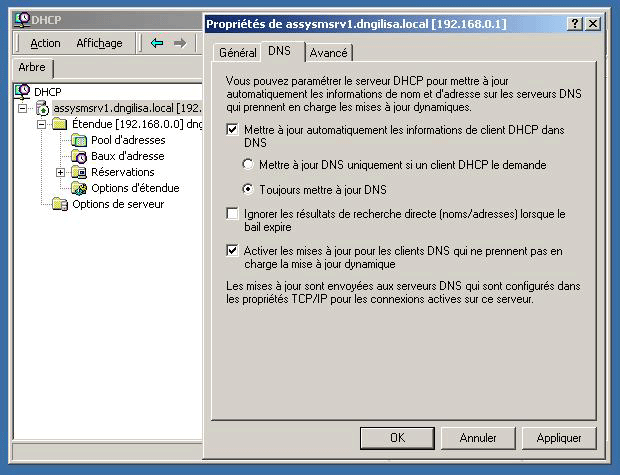 DHCP
Action Affichage
Arbre
DHCP
assysmsrv1.dngilisa.local [192.
Étendue [192.168.0.0] dng
Pool d'adresses
Baux d'adresse
Réservations
Options d'étendue
Options de serveur
Propriétés de assysmsrv1.dngilisa.local [192.168.0.1]
Général DNS Avancé
Vous pouvez paramétrer le serveur DHCP pour mettre à jour
automatiquement les informations de nom et d'adresse sur les serveurs DNS
qui prennent en charge les mises à jour dynamiques.
Mettre à jour automatiquement les informations de client DHCP dans
DNS
Mettre à jour DNS uniquement si un client DHCP le demande
Toujours mettre à jour DNS
Ignorer les résultats de recherche directe (noms/adresses) lorsque le
bail expire
Activer les mises à jour pour les clients DNS qui ne prennent pas en
charge la mise à jour dynamique
Les mises à jour sont envoyées aux serveurs DNS qui sont configurés dans
les propriétés TCP/IP pour les connexions actives sur ce serveur.
OK Annuler Appliquer